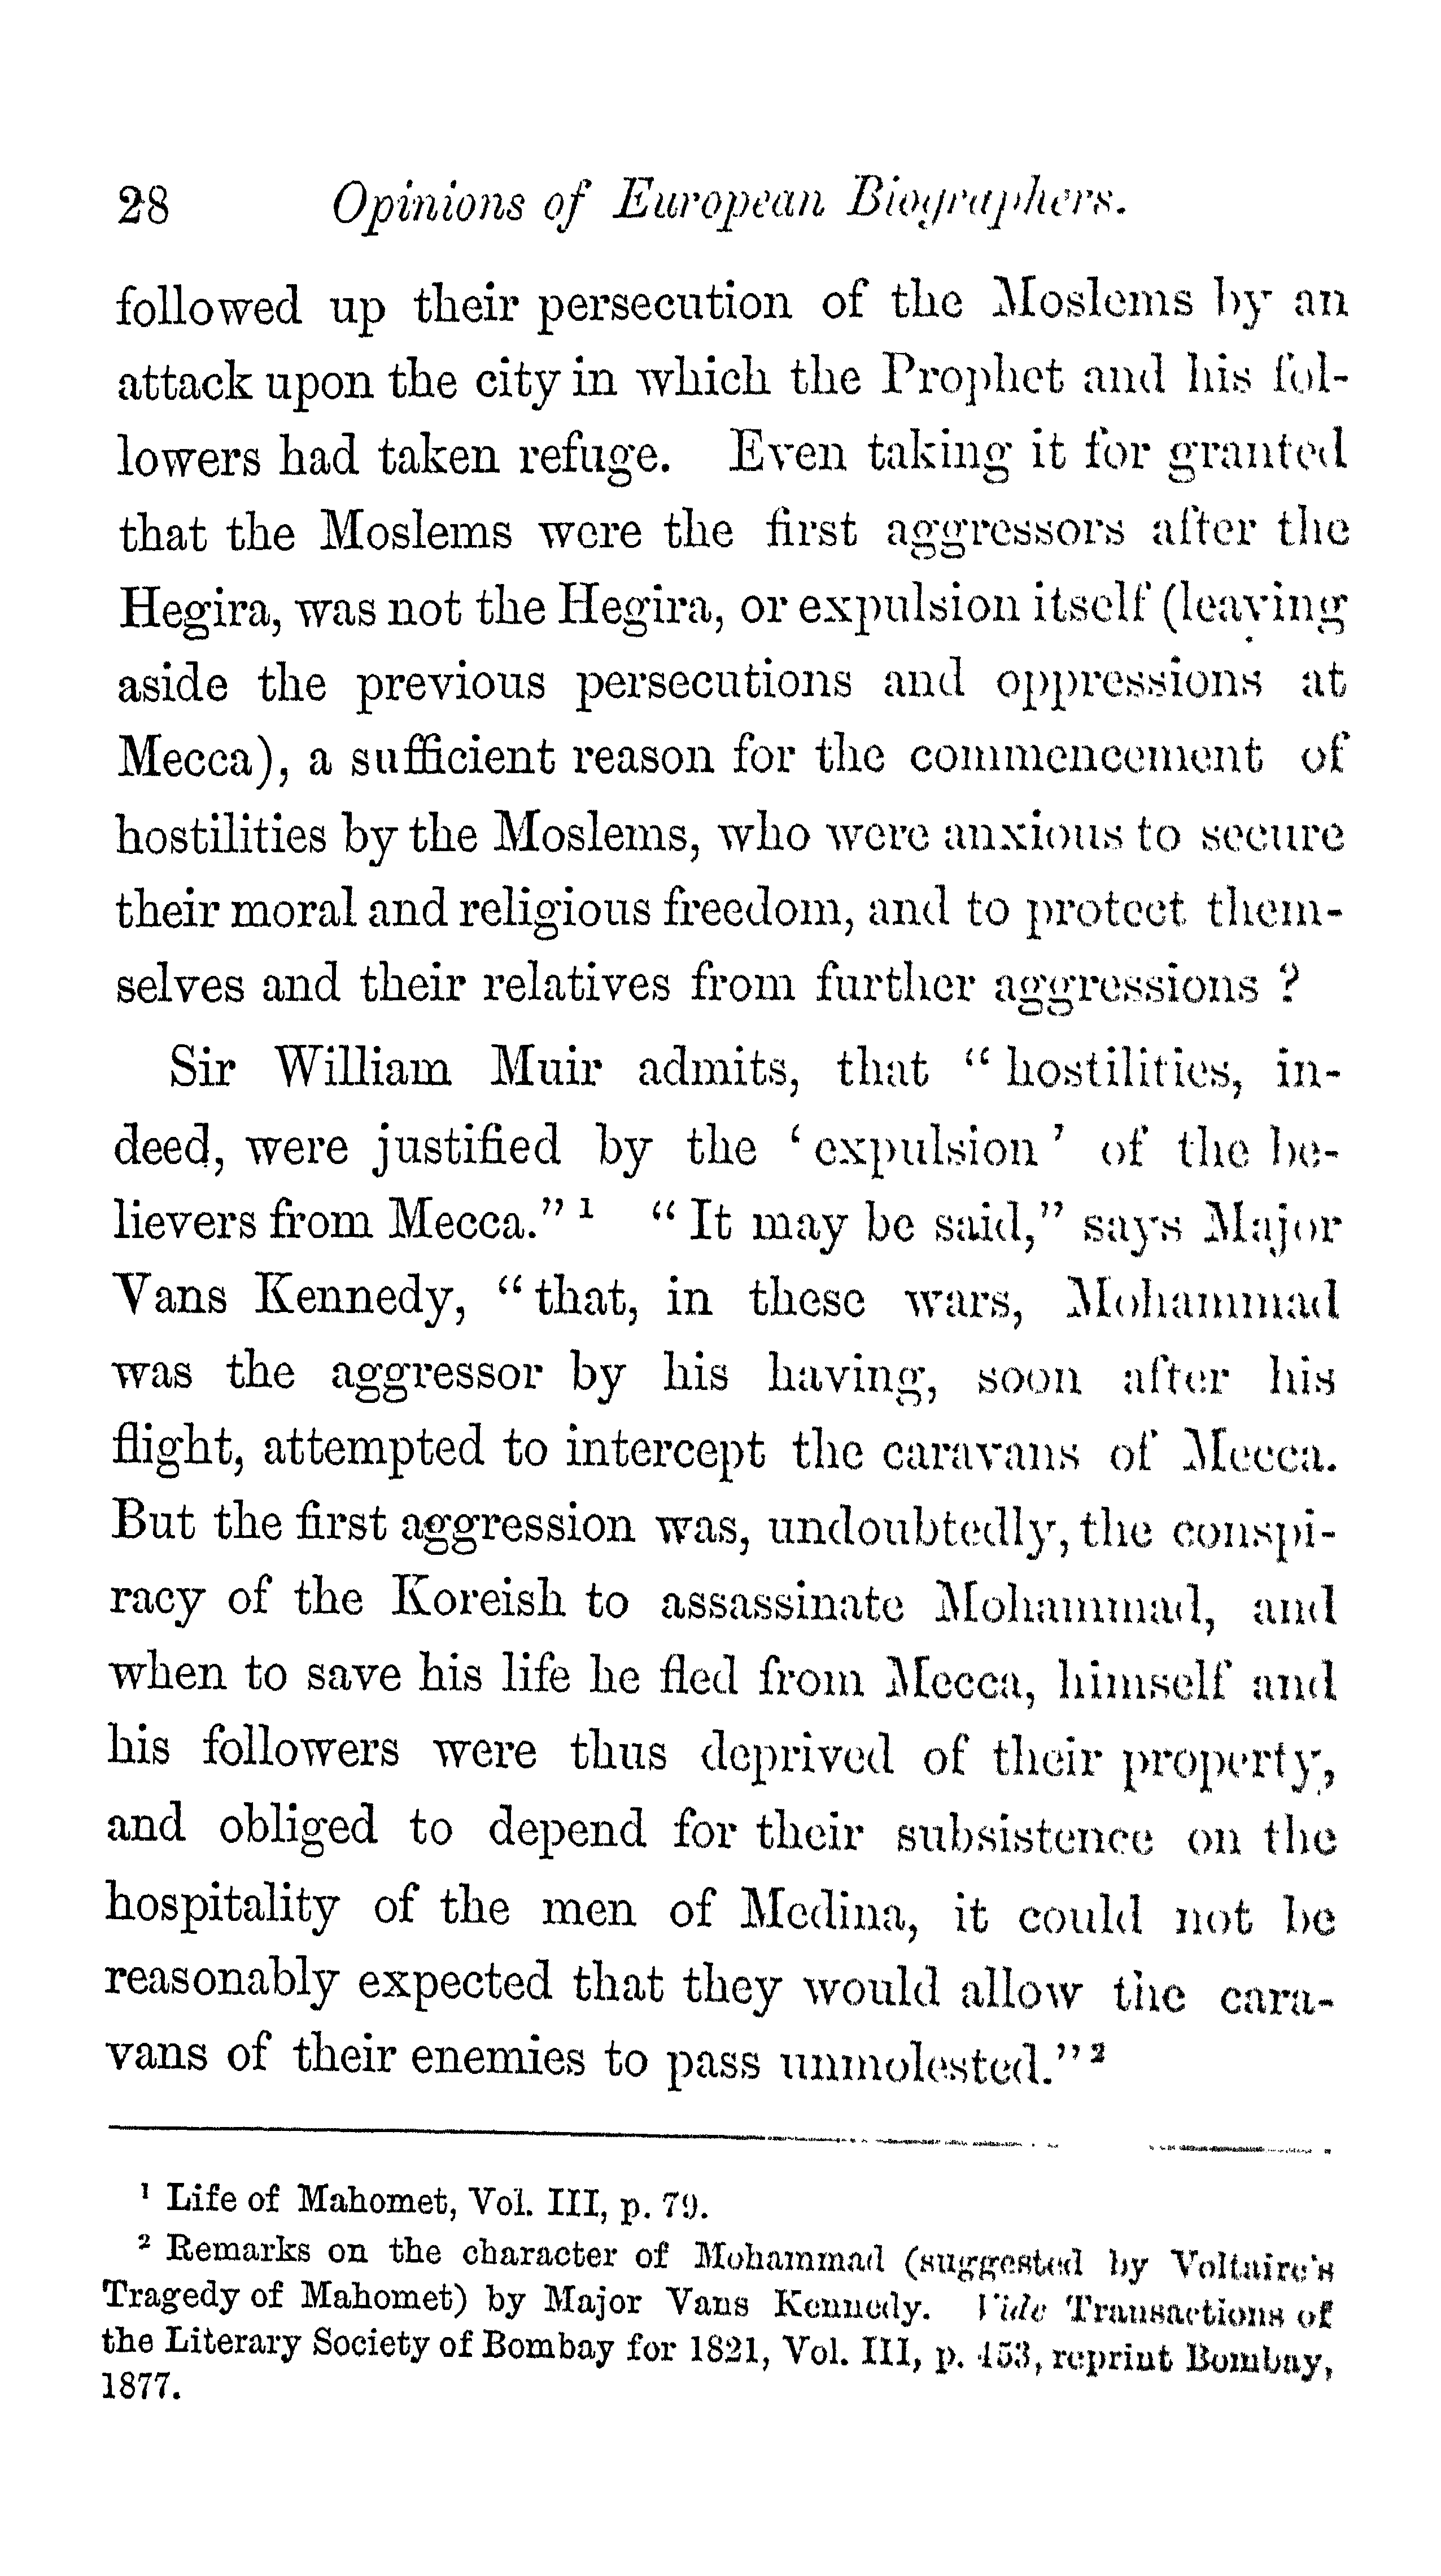 28 Opinions of European Biographers.
followed up their persecution of the Moslems by an
attack upon the city in which the Prophet and his fol-
lowers had taken refuge. Even taking it for granted
that the Moslems were the first aggressors after the
Hegira, was not the Hegira, or expulsion itself (leaving
aside the previous persecutions and oppressions at
Mecca), a sufficient reason for the commencement of
hostilities by the Moslems, who were anxious to secure
their moral and religious freedom, and to protect them-
selves and their relatives from further aggressions ?
Sir William Muir admits, that “ hostilities, in-
deed, were justified by the ‘ expulsion ’ of the be-
lievers from Mecca.” ¹ “ It may be said,” says Major
Vans Kennedy, “ that, in these wars, Mohammad
was the aggressor by his having, soon after his
flight, attempted to intercept the caravans of Mecca.
But the first aggression was, undoubtedly, the conspi-
racy of the Koreish to assassinate Mohammad, and
when to save his life he fled from Mecca, himself and
his followers were thus deprived of their property,
and obliged to depend for their subsistence on the
hospitality of the men of Medina, it could not be
reasonably expected that they would allow the cara-
vans of their enemies to pass unmolested.” ²
¹ Life of Mahomet, Vol. III, p. 79.
² Remarks on the character of Mohammad (suggested by Voltaire's
Tragedy of Mahomet) by Major Vans Kennedy. Vide Transactions of
the Literary Society of Bombay for 1821, Vol. III, p. 453, reprint Bombay,
1877.